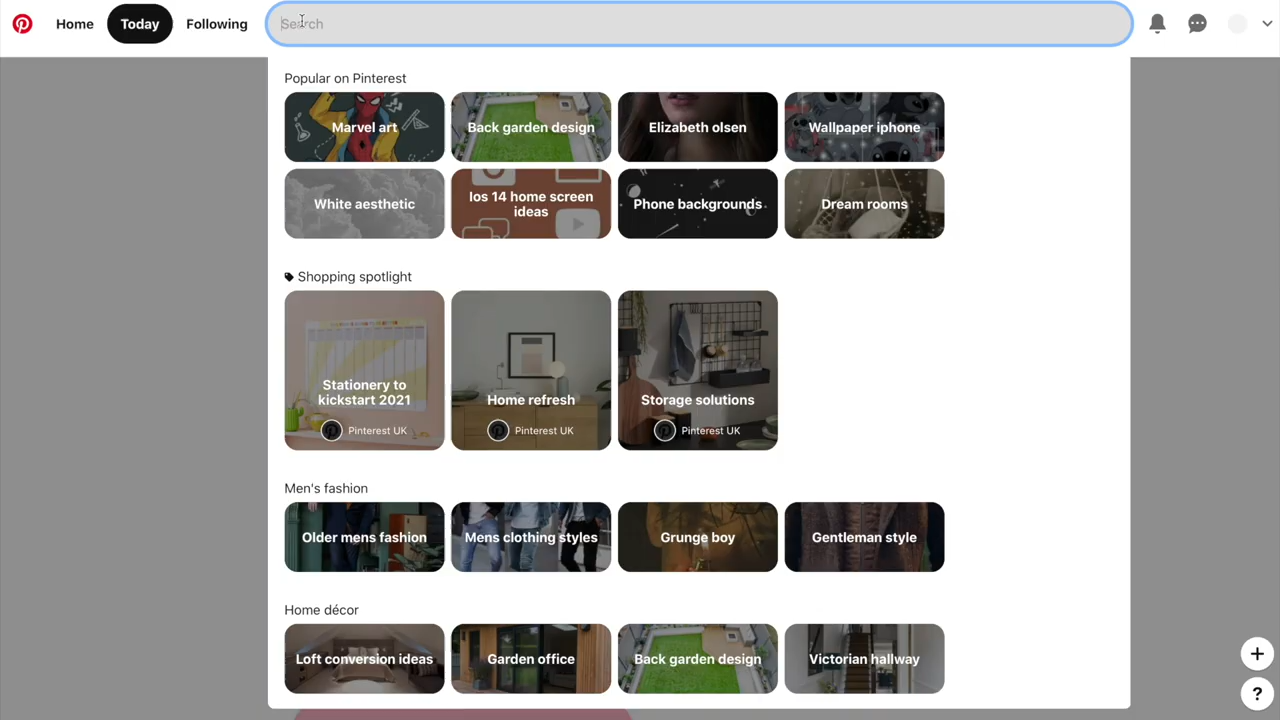 Home
Today
Following
Search
Popular on Pinterest
Marvel art
Back garden design
Elizabeth olsen
Wallpaper iphone
White aesthetic
Ios 14 home screen
ideas
Phone backgrounds
Dream rooms
Shopping spotlight
Stationery to
kickstart 2021
Pinterest UK
Home refresh
Pinterest UK
Storage solutions
Pinterest UK
Men's fashion
Older mens fashion
Mens clothing styles
Grunge boy
Gentleman style
Home décor
Loft conversion ideas
Garden office
Back garden design
Victorian hallway
+
?